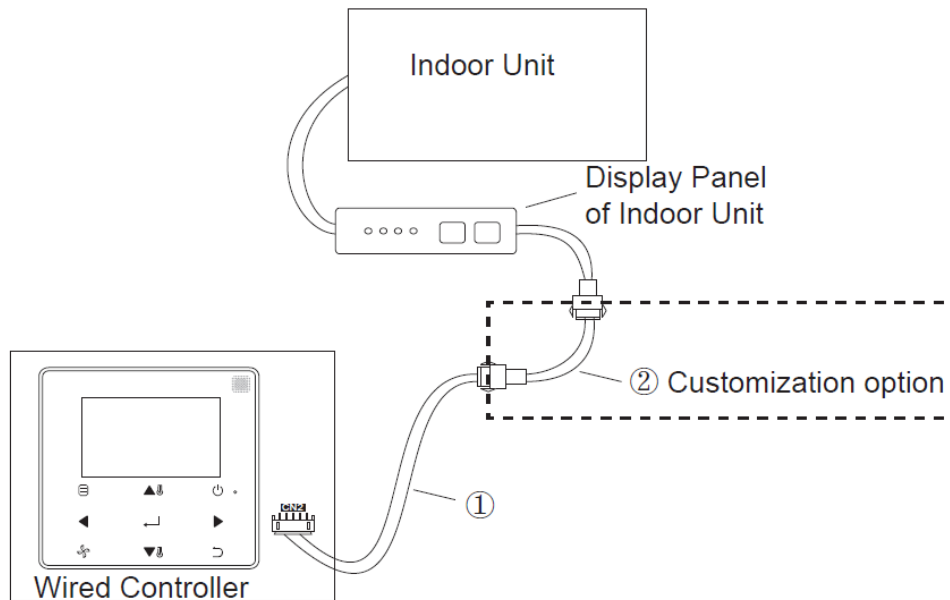 Indoor Unit
Display Panel
of Indoor Unit
② Customization option
①
CN2
Wired Controller